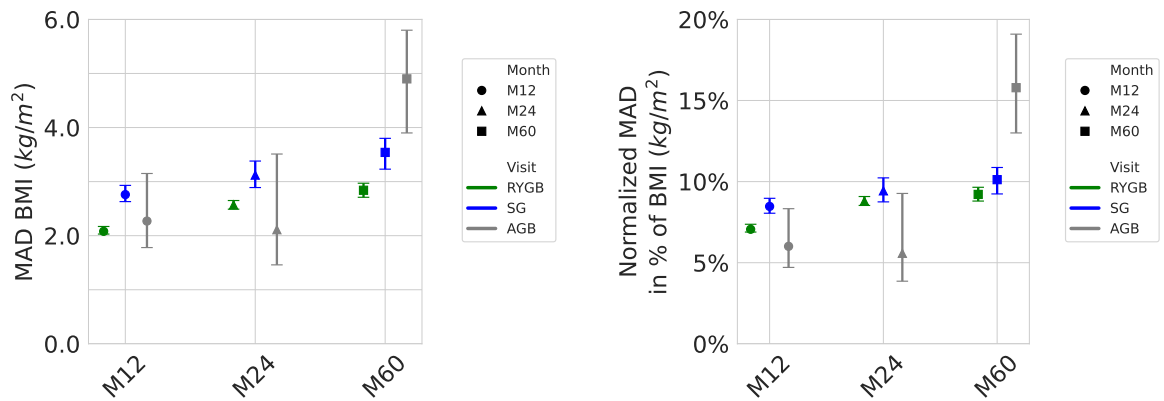 MAD BMI (kg/m²)
6.0
4.0
2.0
0.0
M12
M24
M60
Month
M12
M24
M60
Visit
RYGB
SG
AGB
Normalized MAD
in % of BMI (kg/m²)
20%
15%
10%
5%
0%
M12
M24
M60
Month
M12
M24
M60
Visit
RYGB
SG
AGB